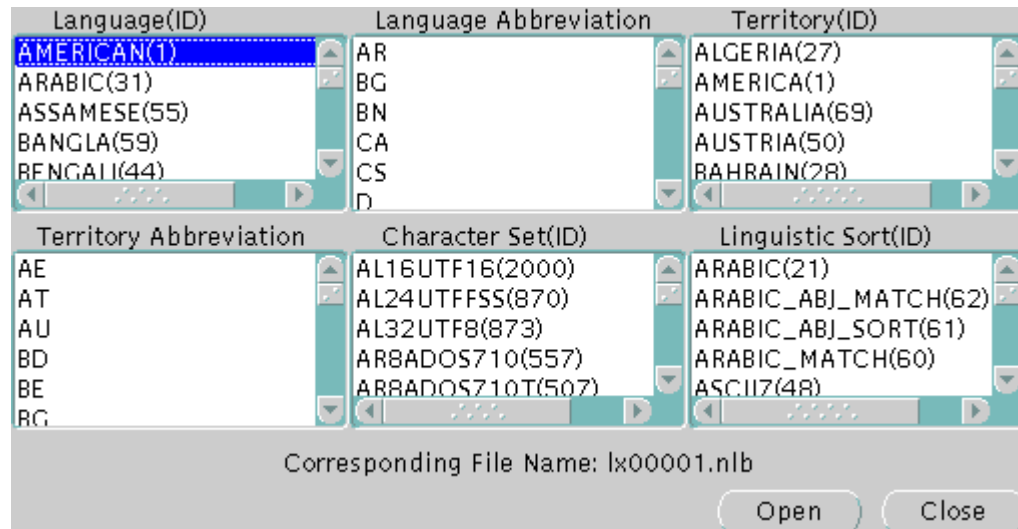 Language(ID)
AMERICAN(1)
ARABIC(31)
ASSAMESE(55)
BANGLA(59)
BENGALI(44)
Language Abbreviation
AR
BG
BN
CA
CS
D
Territory(ID)
ALGERIA(27)
AMERICA(1)
AUSTRALIA(69)
AUSTRIA(50)
BAHRAIN(28)
Territory Abbreviation
AE
AT
AU
BD
BE
BG
Character Set(ID)
AL16UTF16(2000)
AL24UTFFSS(870)
AL32UTF8(873)
AR8ADOS710(557)
AR8ADOS710T(507)
Linguistic Sort(ID)
ARABIC(21)
ARABIC_ABJ_MATCH(62)
ARABIC_ABJ_SORT(61)
ARABIC_MATCH(60)
ASCII7(48)
Corresponding File Name: lx00001.nlb
Open
Close